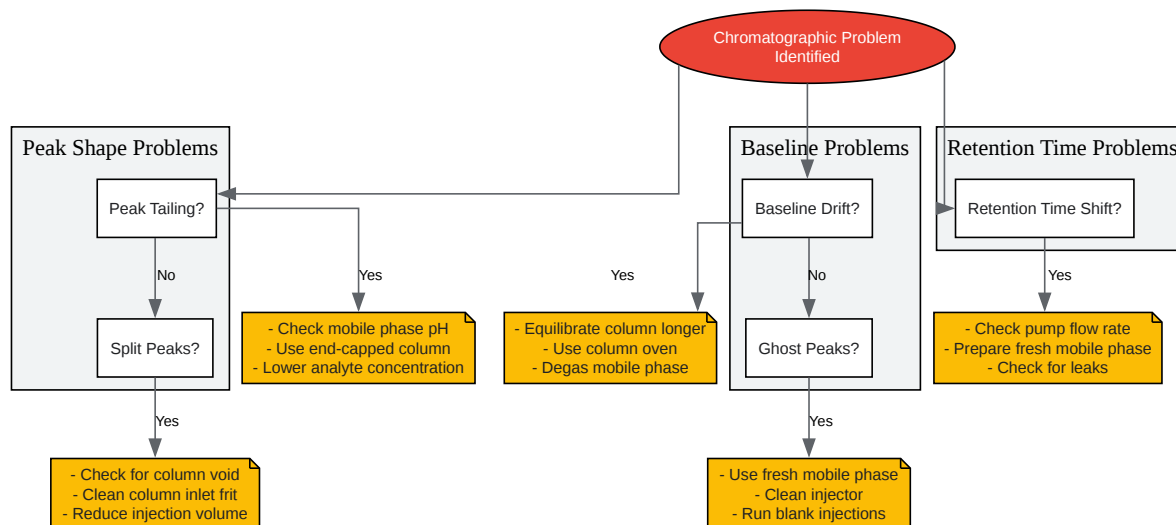 Chromatographic Problem
Identified
Peak Shape Problems
Baseline Problems
Retention Time Problems
Peak Tailing?
Baseline Drift?
Retention Time Shift?
No
Yes
Yes
No
Yes
Split Peaks?
- Check mobile phase pH
- Use end-capped column
- Lower analyte concentration
- Equilibrate column longer
- Use column oven
- Degas mobile phase
Ghost Peaks?
- Check pump flow rate
- Prepare fresh mobile phase
- Check for leaks
Yes
Yes
- Check for column void
- Clean column inlet frit
- Reduce injection volume
- Use fresh mobile phase
- Clean injector
- Run blank injections